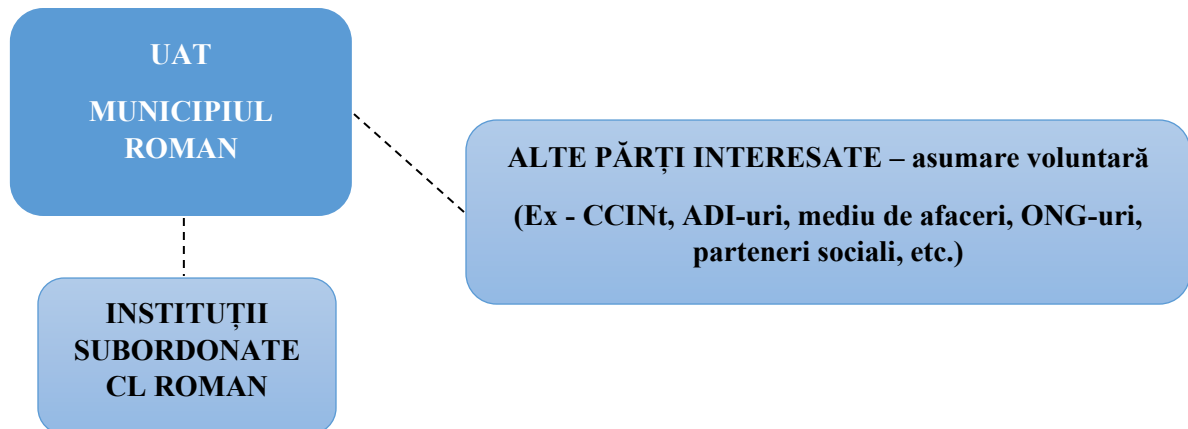 UAT
MUNICIPIUL
ROMAN
ALTE PĂRȚI INTERESATE – asumare voluntară
(Ex - CCINt, ADI-uri, mediu de afaceri, ONG-uri,
parteneri sociali, etc.)
INSTITUȚII
SUBORDONATE
CL ROMAN